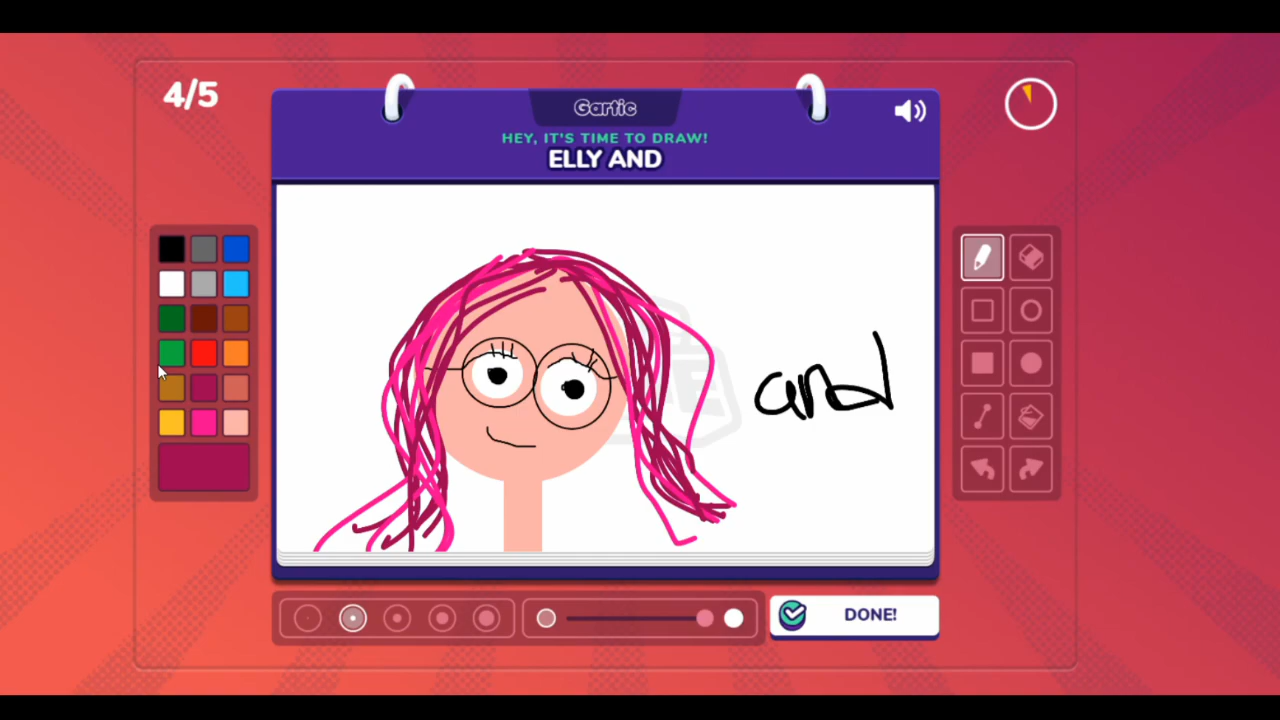 4/5
Gartic
HEY, IT'S TIME TO DRAW!
ELLY AND
and
DONE!